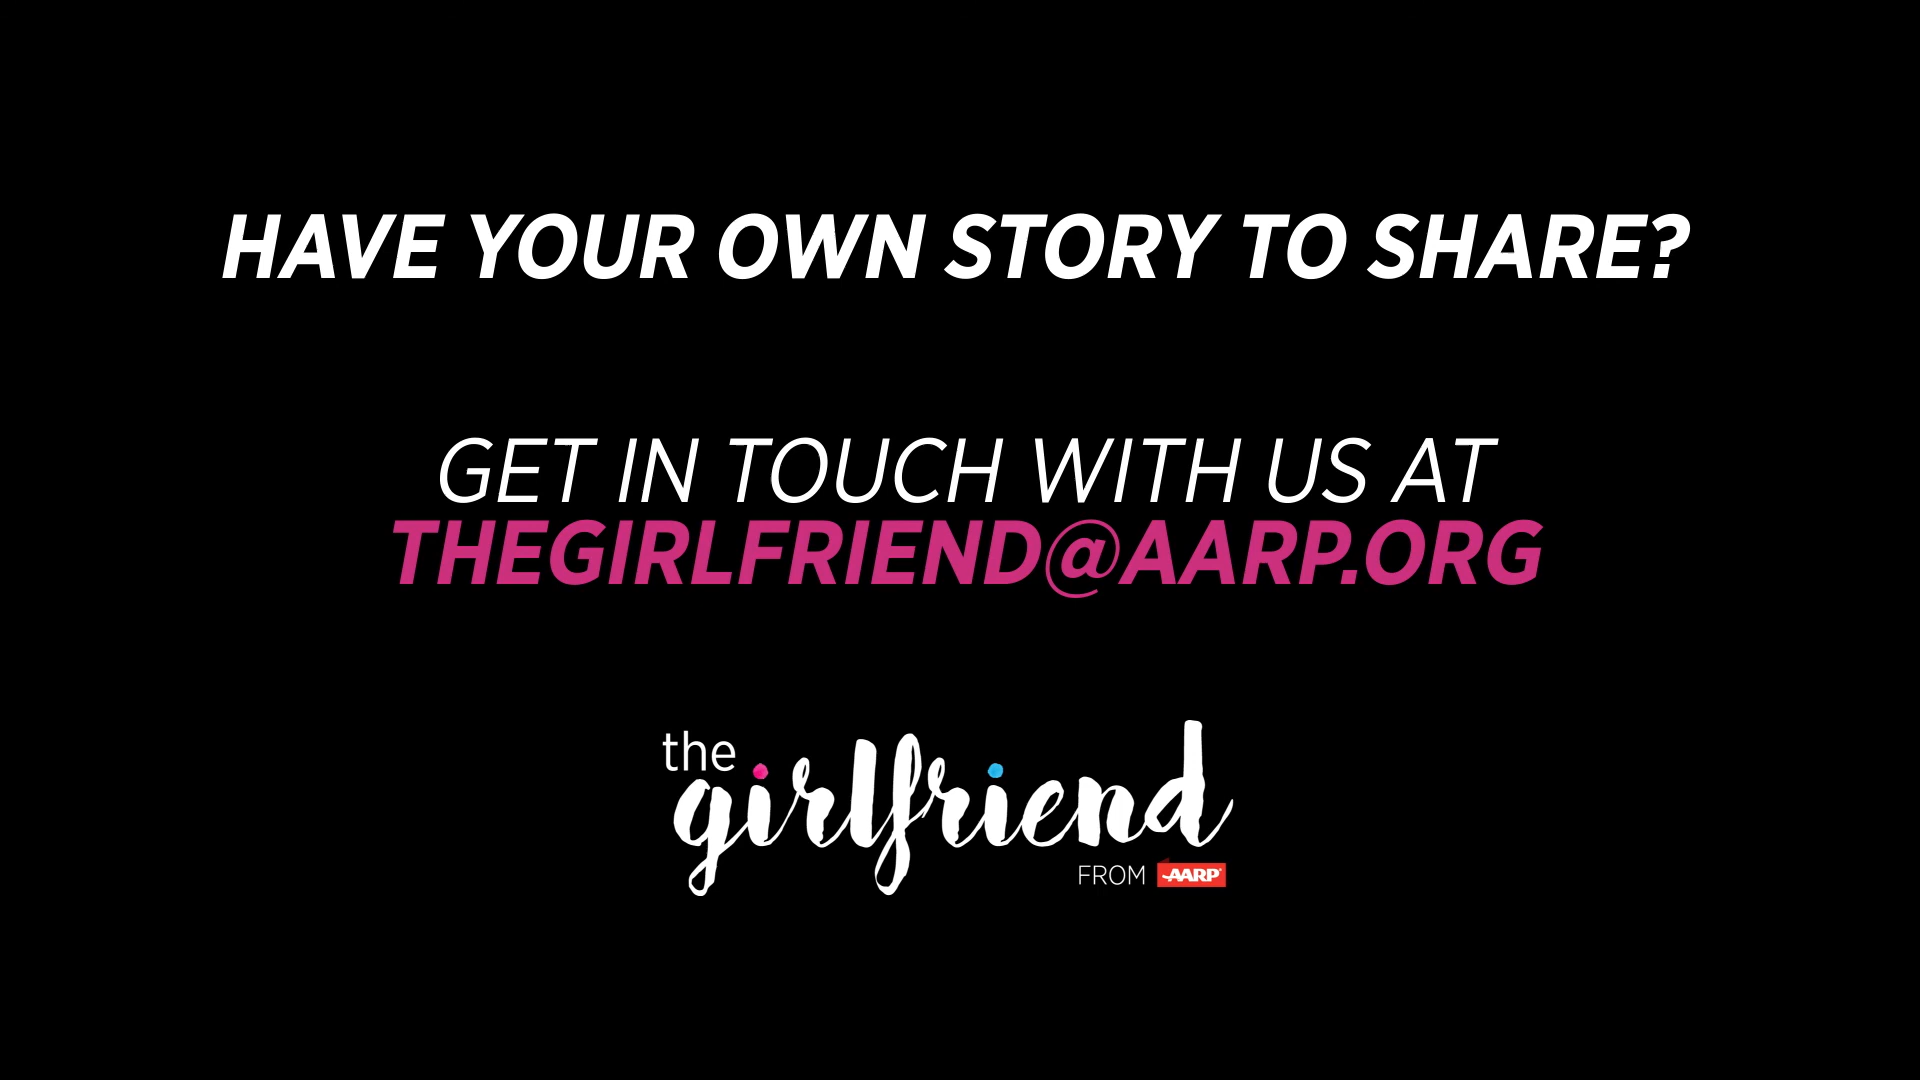 HAVE YOUR OWN STORY TO SHARE?
GET IN TOUCH WITH US AT
THEGIRLFRIEND@AARP.ORG
the
girlfriend
FROM AARP